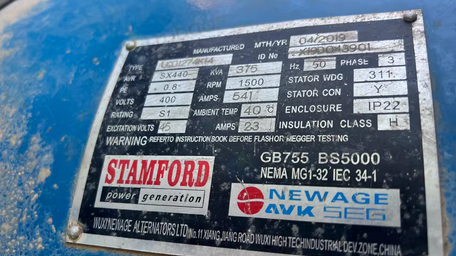 MANUFACTURED MTH/YR 04/2019
TYPE UCDI274K14 NO X19D043901
AVR SX440 KVA 375 Hz 50 PHASE 3
P.F. 0.8 RPM 1500 STATOR WDG 311
VOLTS 400 AMPS 541 STATOR CON Y
RATING S1 AMBIENT TEMP 40℃ ENCLOSURE IP22
EXCITATION VOLTS AMPS 23 INSULATION CLASS H
WARNING-REFER TO INSTRUCTION BOOK BEFORE FLASH OR MEGGER TESTING
GB755 BS5000
NEMA MG1-32 IEC 34-1
STAMFORD
power generation
NEWAGE
AVK SEG
WUXI NEWAGE ALTERNATORS LTD No.11 XIANG JIANG ROAD WUXI HIGH TECH INDUSTRIAL DEV. ZONE, CHINA